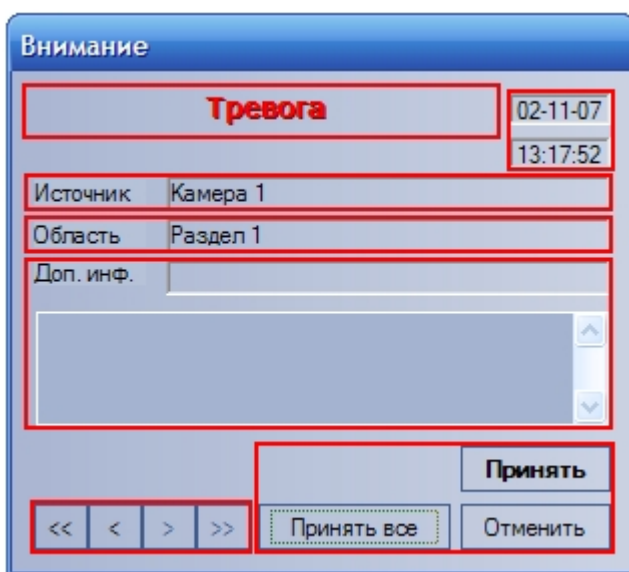 Внимание
Тревога
02-11-07
13:17:52
Источник Камера 1
Область Раздел 1
Доп. инф.
Принять
<< < > >> Принять все Отменить